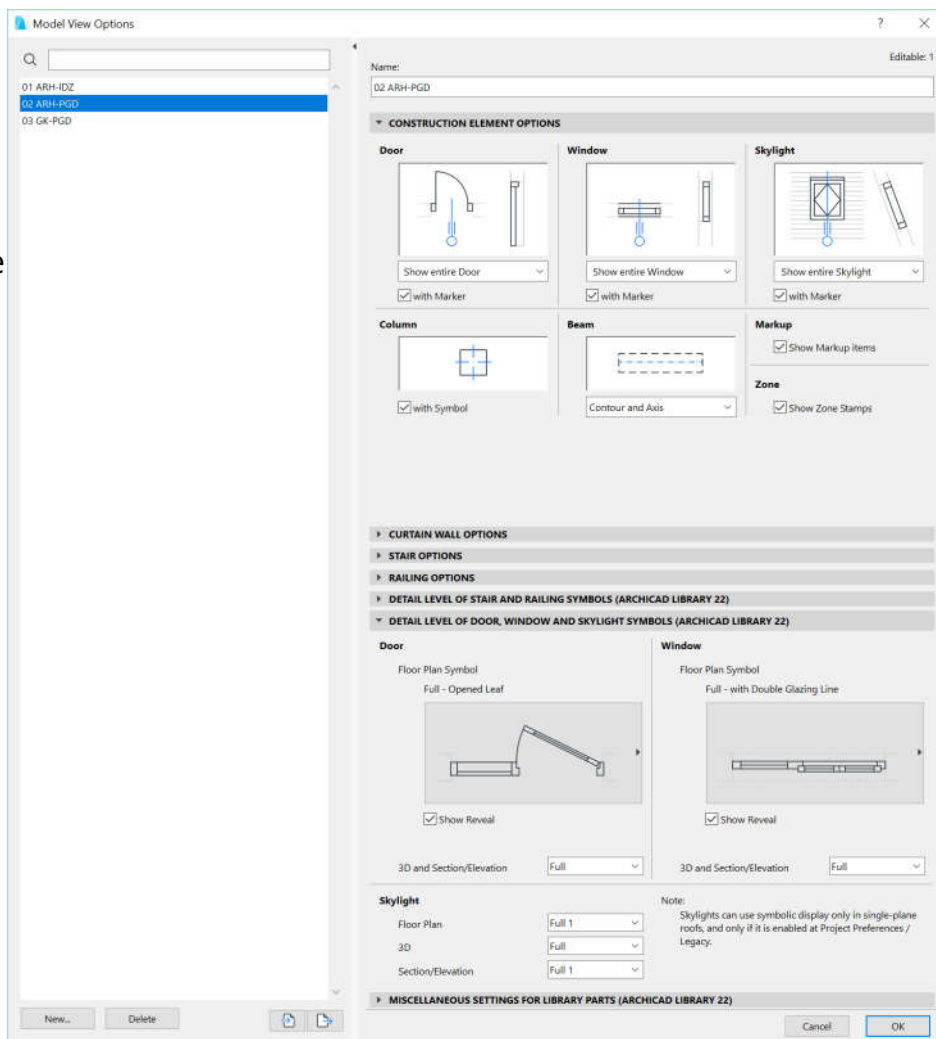 Model View Options
?
Editable: 1
Name:
01 ARH-IDZ
02 ARH-PGD
03 GK-PGD
02 ARH-PGD
CONSTRUCTION ELEMENT OPTIONS
Door
Window
Skylight
Show entire Door
Show entire Window
Show entire Skylight
with Marker
with Marker
with Marker
Column
Beam
Markup
Show Markup items
Zone
with Symbol
Contour and Axis
Show Zone Stamps
e
CURTAIN WALL OPTIONS
STAIR OPTIONS
RAILING OPTIONS
DETAIL LEVEL OF STAIR AND RAILING SYMBOLS (ARCHICAD LIBRARY 22)
DETAIL LEVEL OF DOOR, WINDOW AND SKYLIGHT SYMBOLS (ARCHICAD LIBRARY 22)
Door
Floor Plan Symbol
Full - Opened Leaf
Show Reveal
3D and Section/Elevation
Full
Window
Floor Plan Symbol
Full - with Double Glazing Line
Show Reveal
3D and Section/Elevation
Full
Skylight
Floor Plan
Full 1
3D
Full
Section/Elevation
Full 1
Note:
Skylights can use symbolic display only in single-plane
roofs, and only if it is enabled at Project Preferences /
Legacy.
MISCELLANEOUS SETTINGS FOR LIBRARY PARTS (ARCHICAD LIBRARY 22)
New...
Delete
Cancel
OK